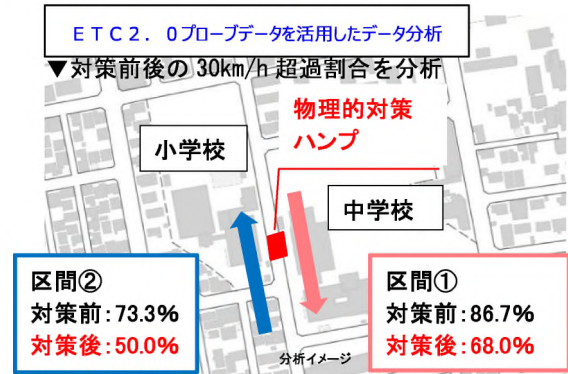 ＥＴＣ２．０プローブデータを活用したデータ分析
▼対策前後の30km/h 超過割合を分析
物理的対策
ハンプ
小学校
中学校
区間②
対策前:73.3%
対策後:50.0%
区間①
対策前:86.7%
対策後:68.0%
分析イメージ